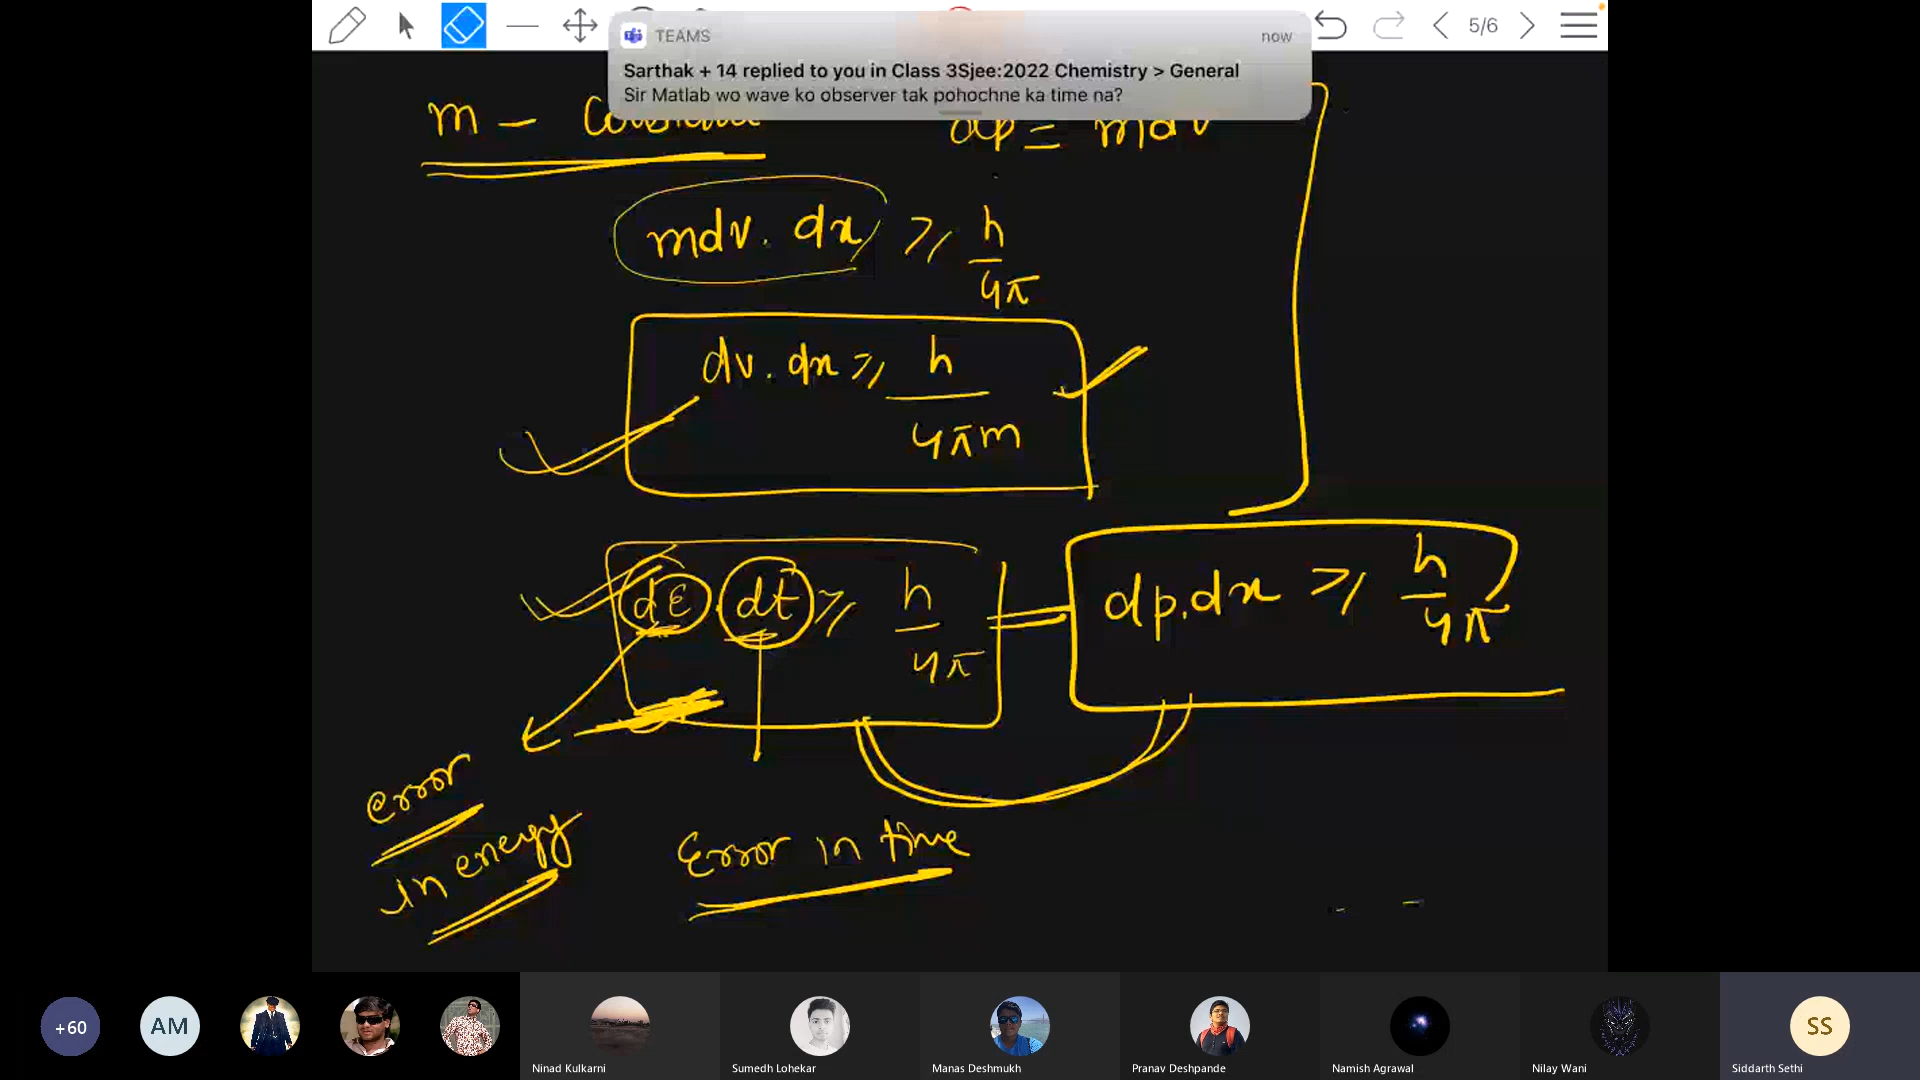 5/6
TEAMS
now
Sarthak + 14 replied to you in Class 3Sjee:2022 Chemistry > General
Sir Matlab wo wave ko observer tak pohochne ka time na?
m - 
dp = mdv
mdv. dx ≥ h/4π
dv. dx ≥ h/4πm
dE dt ≥ h/4π
dp.dx ≥ h/4π
error
in energy
Error in time
+60
AM
SS
Ninad Kulkarni
Sumedh Lohekar
Manas Deshmukh
Pranav Deshpande
Namish Agrawal
Nilay Wani
Siddarth Sethi